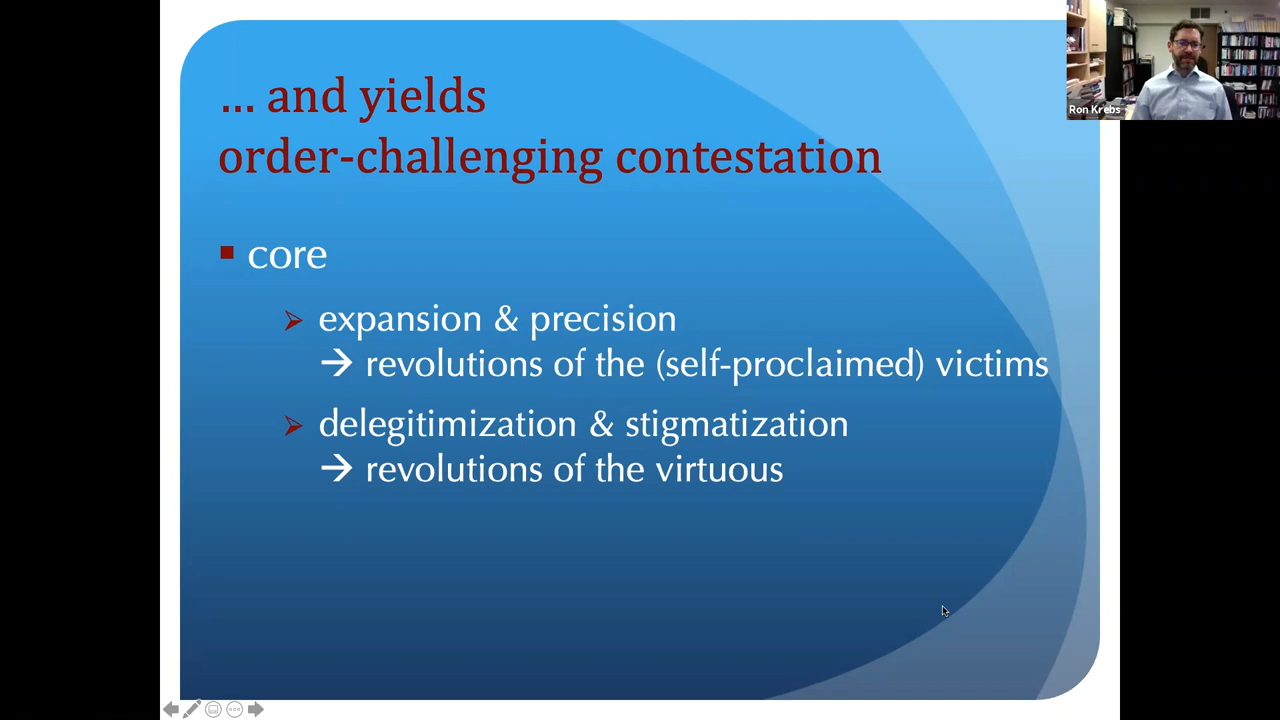 ... and yields
order-challenging contestation
▪ core
➢ expansion & precision
→ revolutions of the (self-proclaimed) victims
➢ delegitimization & stigmatization
→ revolutions of the virtuous
Ron Krebs